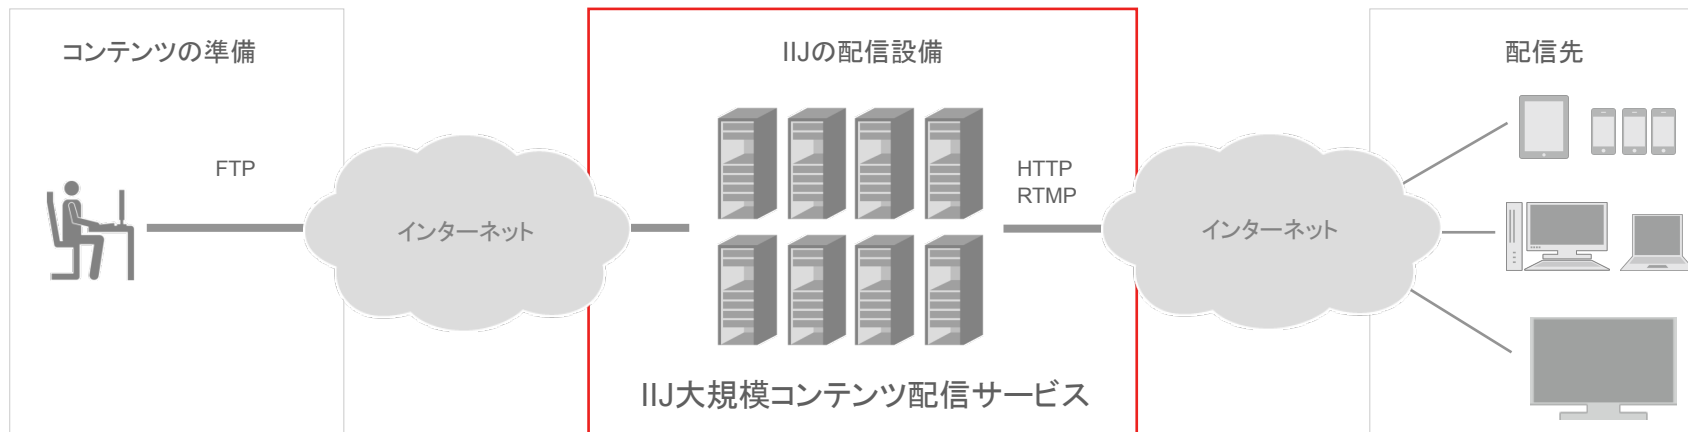 コンテンツの準備
IIJの配信設備
配信先
FTP
HTTP
RTMP
インターネット
インターネット
IIJ大規模コンテンツ配信サービス